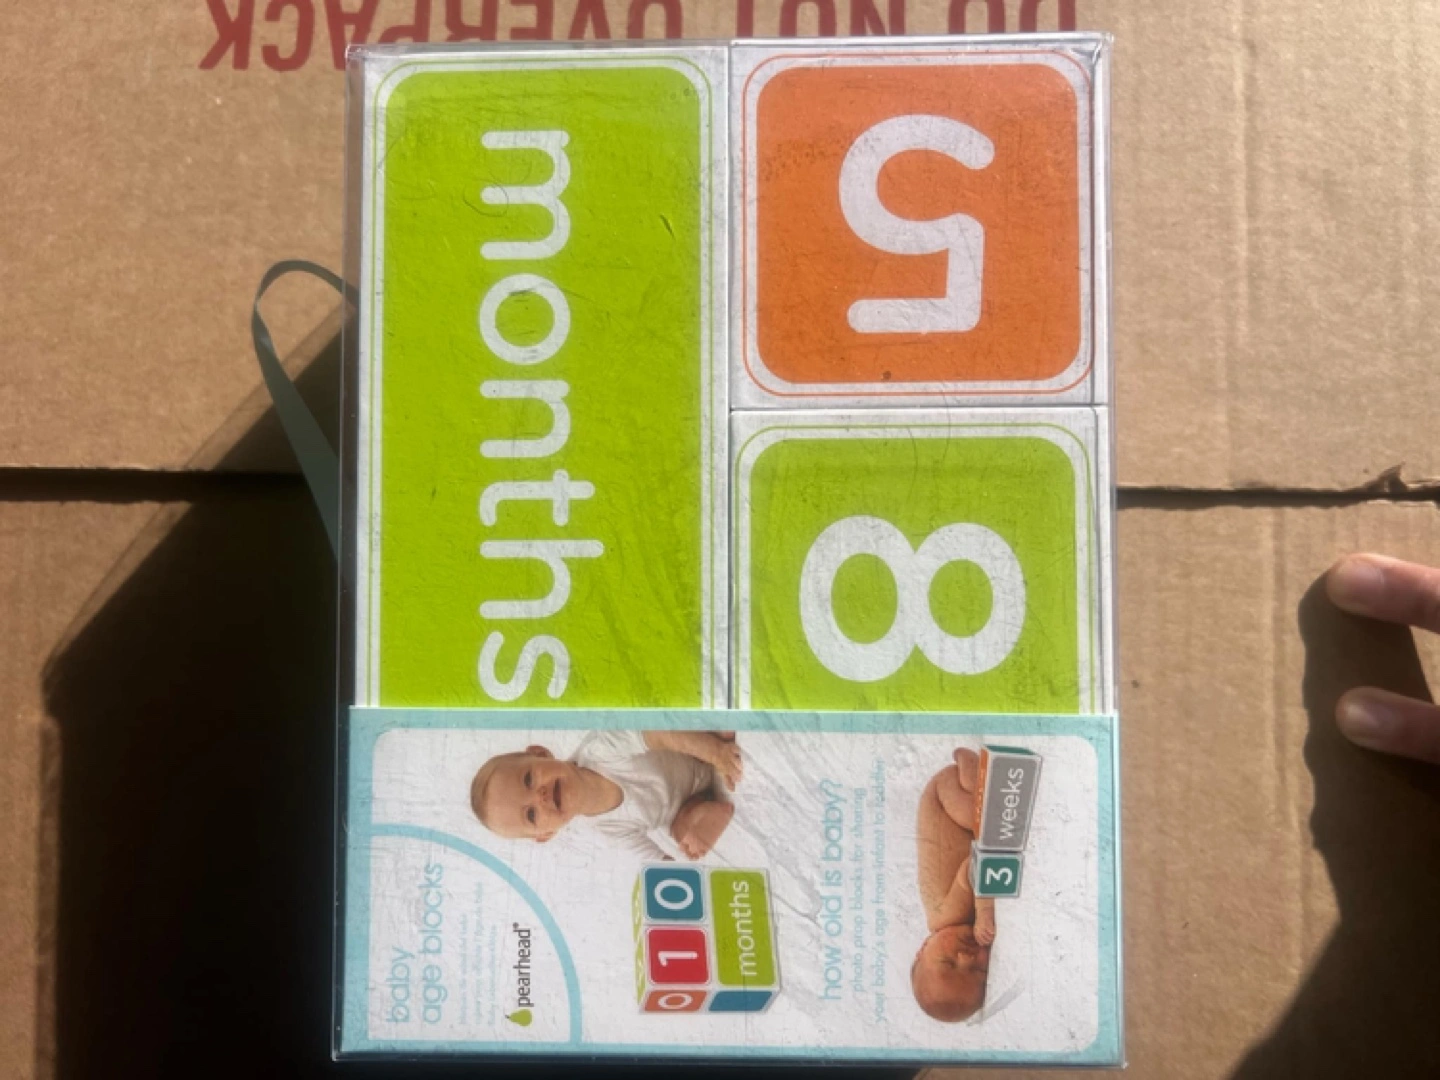 DO NOT OVERPACK
5
8
months
baby
age blocks
pearhead®
0
1 0
months
how old is baby?
photo prop blocks for sharing
your baby's age from infant to toddler
3 weeks